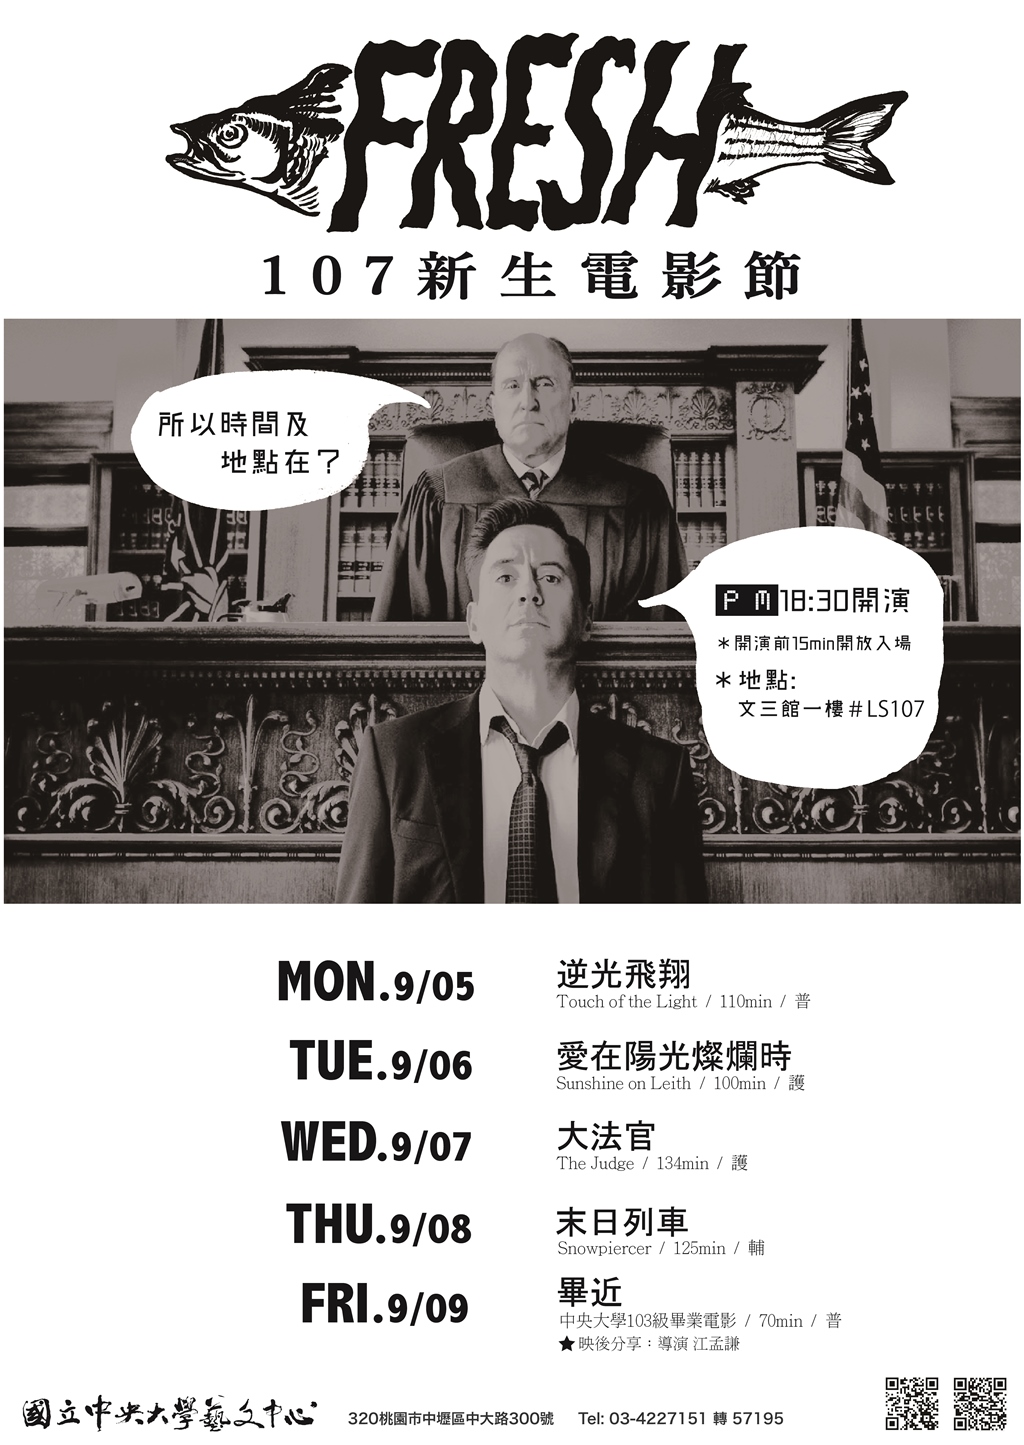 FRESH
107新生電影節
所以時間及
地點在?
PM18:30開演
*開演前15min開放入場
*地點:
文三館一樓#LS107
MON.9/05
逆光飛翔
Touch of the Light / 110min / 普
TUE.9/06
愛在陽光燦爛時
Sunshine on Leith / 100min / 護
WED.9/07
大法官
The Judge / 134min / 護
THU.9/08
末日列車
Snowpiercer / 125min / 輔
FRI.9/09
畢近
中央大學103級畢業電影 / 70min / 普
★映後分享：導演 江孟謙
國立中央大學藝文中心
320桃園市中壢區中大路300號 Tel: 03-4227151 轉 57195